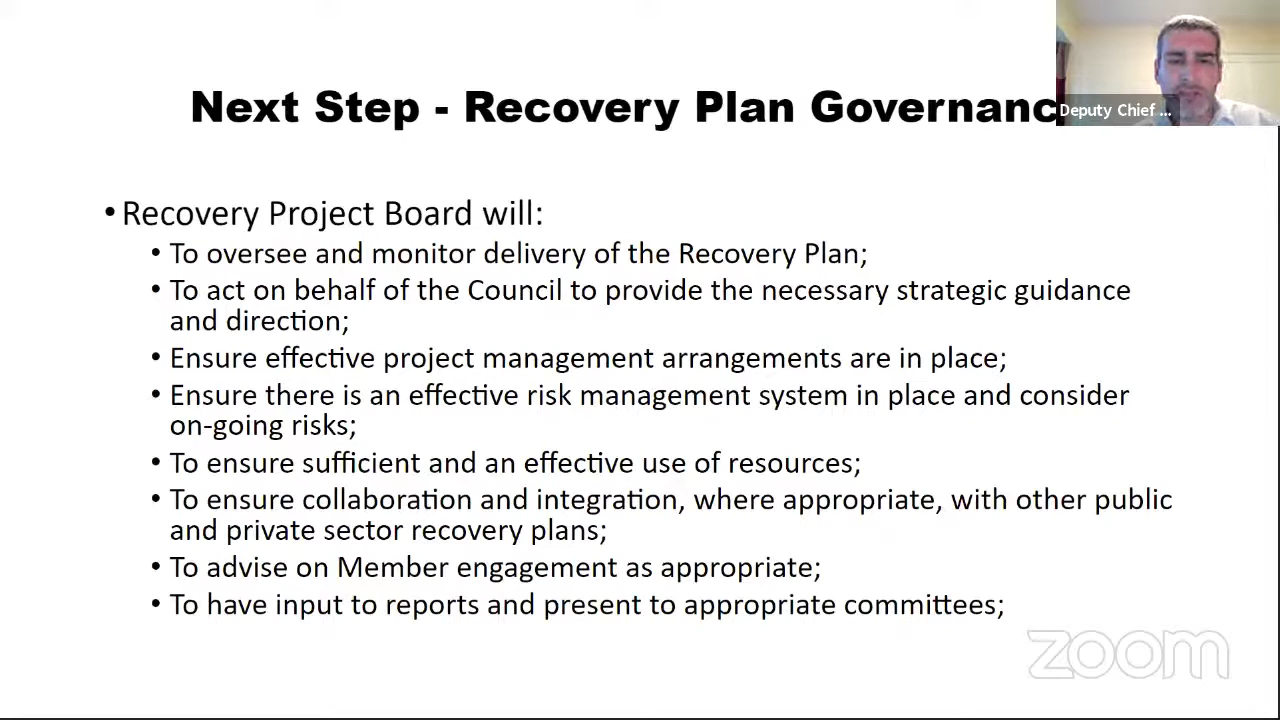 Next Step - Recovery Plan Governanc
Deputy Chief ...
• Recovery Project Board will:
• To oversee and monitor delivery of the Recovery Plan;
• To act on behalf of the Council to provide the necessary strategic guidance
and direction;
• Ensure effective project management arrangements are in place;
• Ensure there is an effective risk management system in place and consider
on-going risks;
• To ensure sufficient and an effective use of resources;
• To ensure collaboration and integration, where appropriate, with other public
and private sector recovery plans;
• To advise on Member engagement as appropriate;
• To have input to reports and present to appropriate committees;
zoom